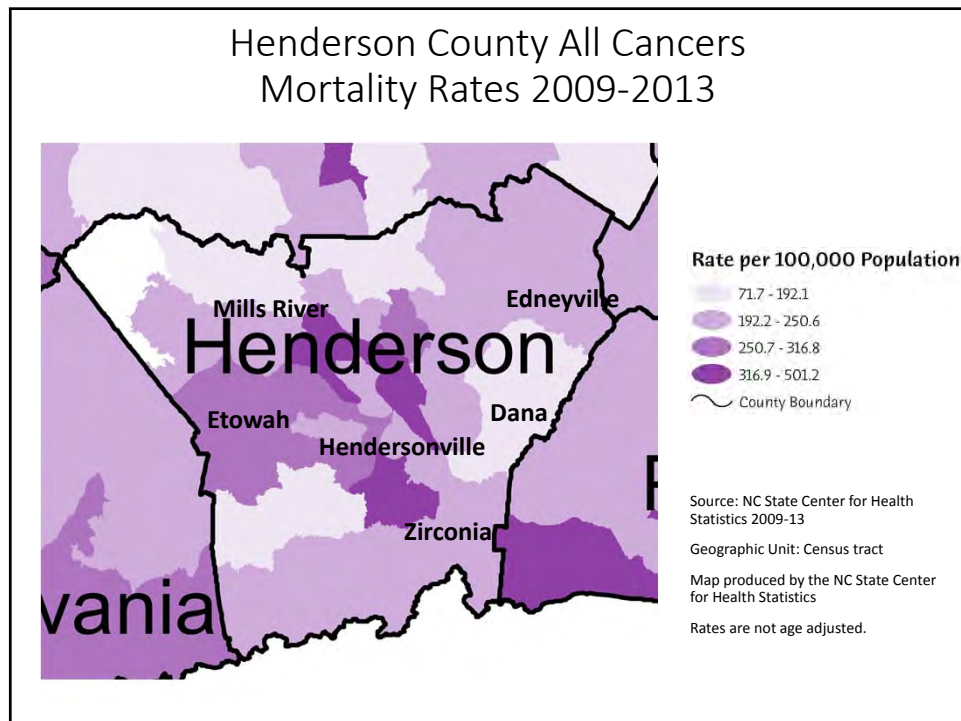 Henderson County All Cancers
Mortality Rates 2009-2013
Mills River
Edneyville
Henderson
Etowah
Dana
Hendersonville
Zirconia
vania
Rate per 100,000 Population
71.7 - 192.1
192.2 - 250.6
250.7 - 316.8
316.9 - 501.2
County Boundary
Source: NC State Center for Health
Statistics 2009-13
Geographic Unit: Census tract
Map produced by the NC State Center
for Health Statistics
Rates are not age adjusted.